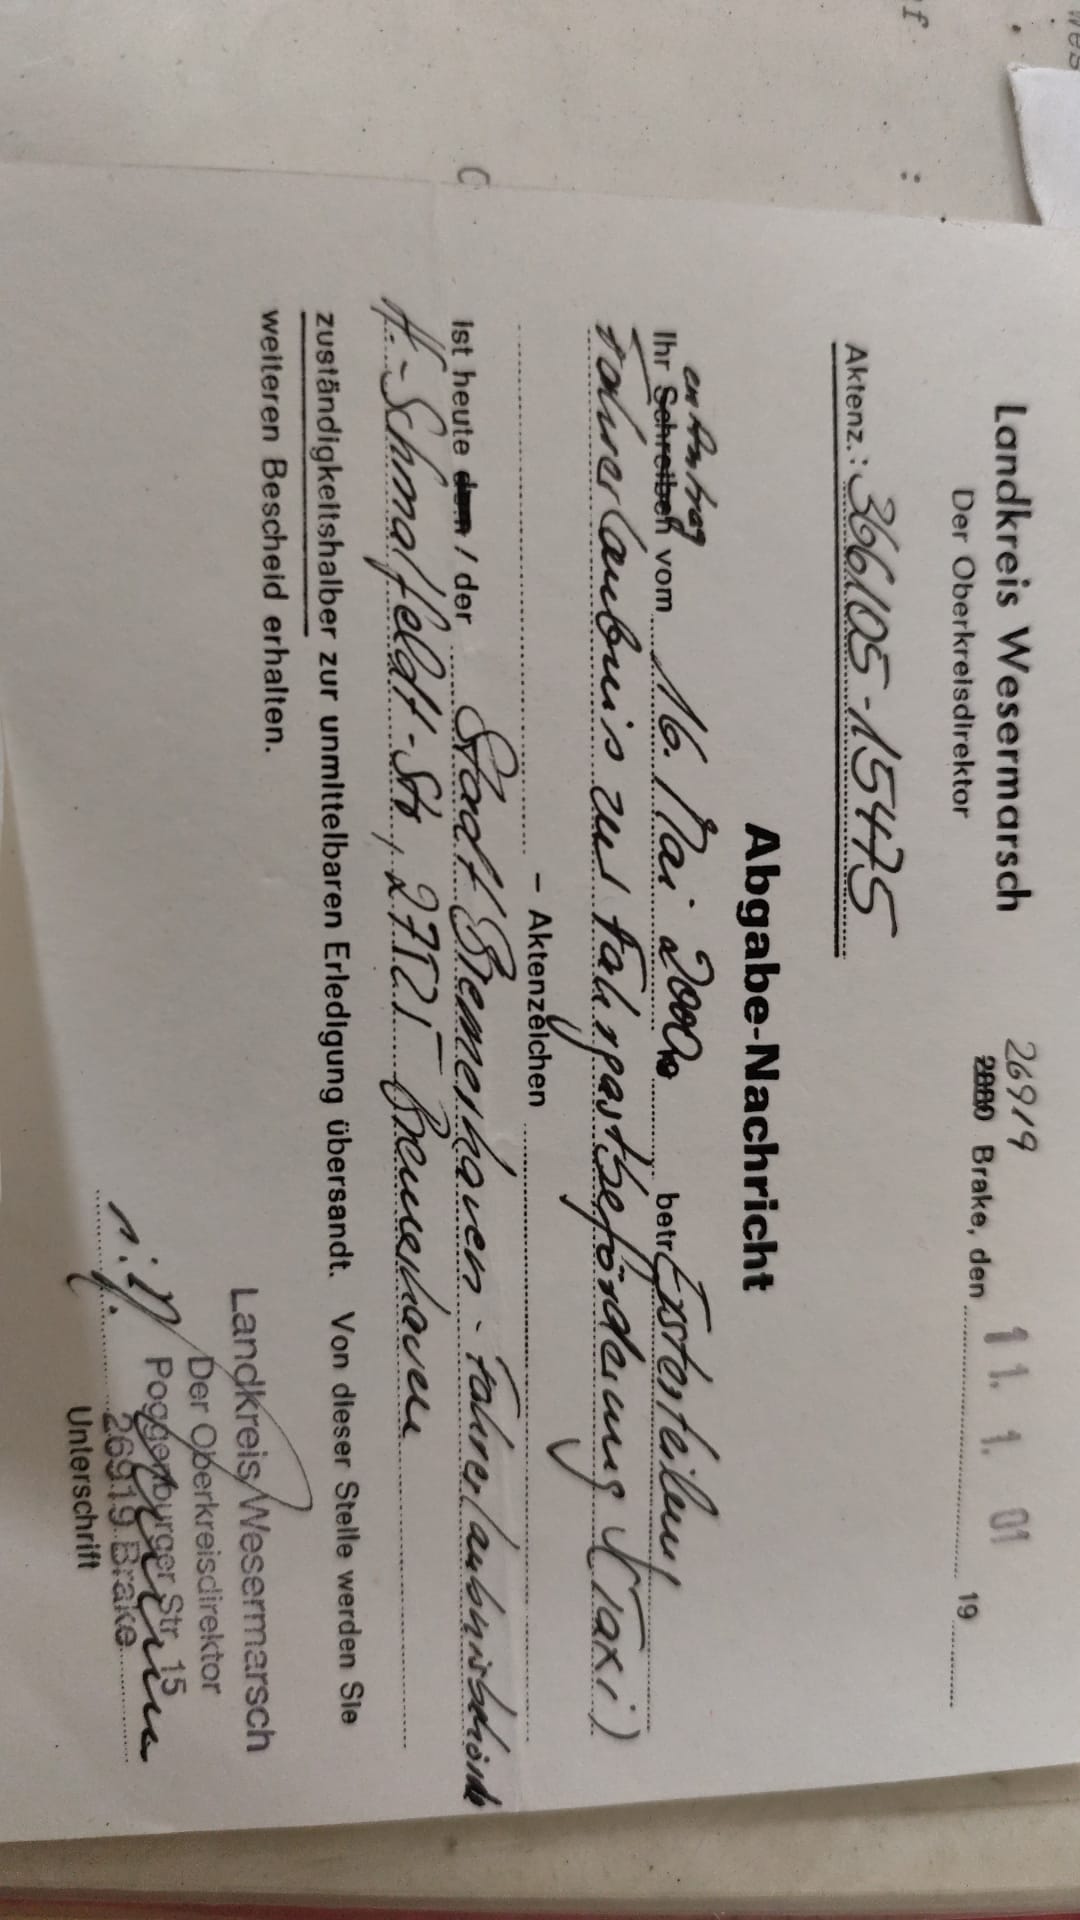 Landkreis Wesermarsch
Der Oberkreisdirektor
26919
2880 Brake, den 11. 1. 01 19
Aktenz.: 366105-15475
Abgabe-Nachricht
Antrag
Ihr Schreiben vom 16. Mai 2000 betr. Ersterteilung
Fahrerlaubnis zur Fahrgastbeförderung (Taxi)
– Aktenzeichen
ist heute dem / der Stadt Bremerhaven - Fahrerlaubnisbehörde
H.-Schmalfeldt-Str., 27721 Bremerhaven
zuständigkeitshalber zur unmittelbaren Erledigung übersandt. Von dieser Stelle werden Sie
weiteren Bescheid erhalten.
Landkreis Wesermarsch
Der Oberkreisdirektor
Poggenburger Str. 15
26919 Brake
Unterschrift